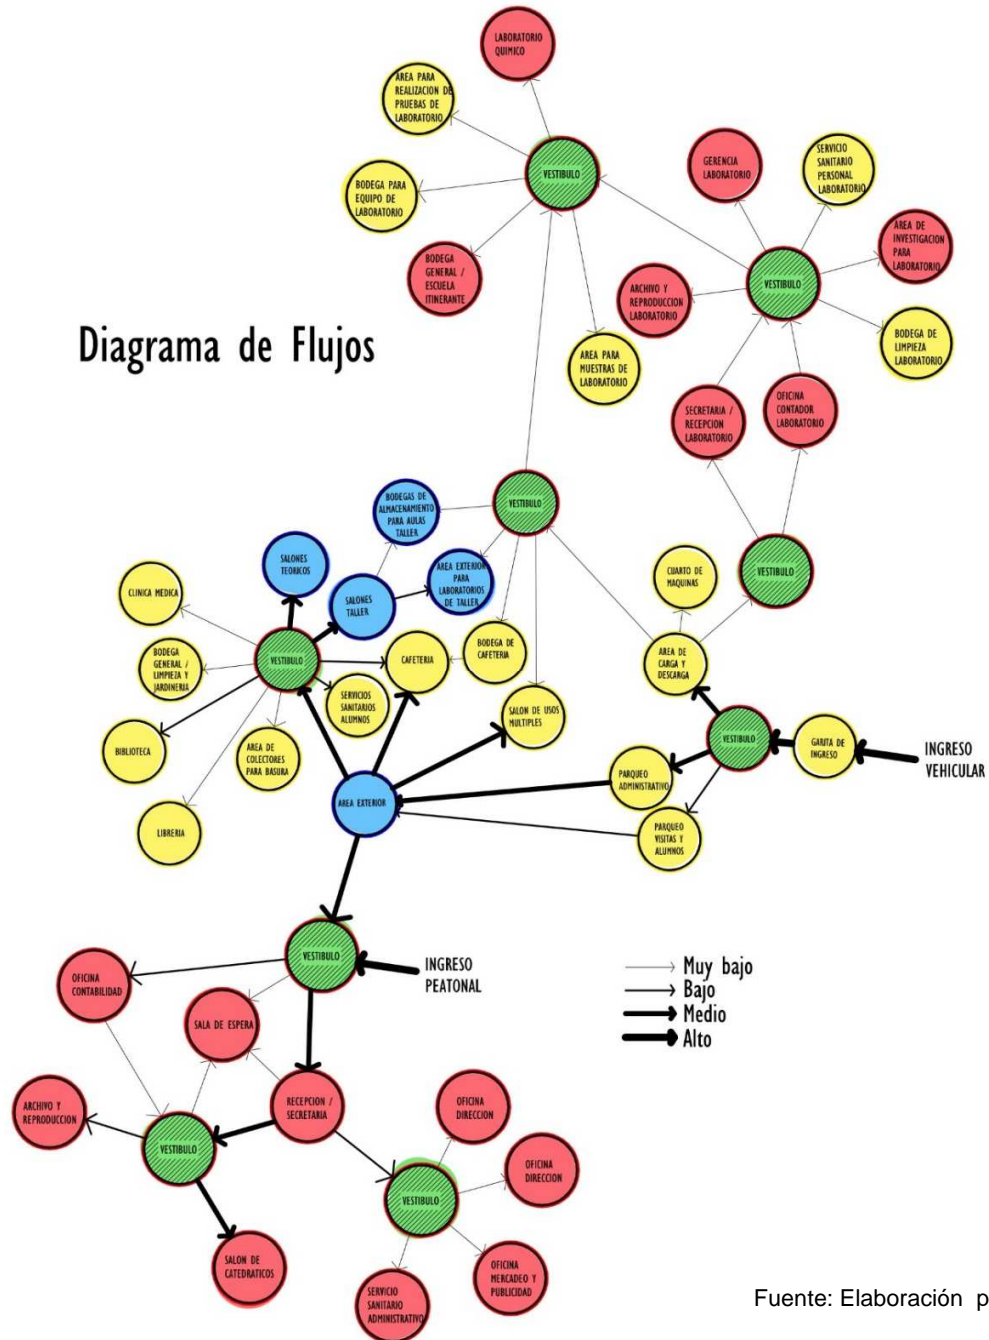 LABORATORIO
QUIMICO
AREA PARA
REALIZACION DE
PRUEBAS DE
LABORATORIO
VESTIBULO
GERENCIA
LABORATORIO
SERVICIO
SANITARIO
PERSONAL
LABORATORIO
BODEGA PARA
EQUIPO DE
LABORATORIO
AREA DE
INVESTIGACION
PARA
LABORATORIO
BODEGA
GENERAL /
ESCUELA
ITINERANTE
ARCHIVO Y
REPRODUCCION
LABORATORIO
VESTIBULO
Diagrama de Flujos
AREA PARA
MUESTRAS DE
LABORATORIO
BODEGA DE
LIMPIEZA
LABORATORIO
SECRETARIA /
RECEPCION
LABORATORIO
OFICINA
CONTADOR
LABORATORIO
BODEGAS DE
ALMACENAMIENTO
PARA AULAS
TALLER
VESTIBULO
SALONES
TEORICOS
SALONES
TALLER
AREA EXTERIOR
PARA
LABORATORIOS
DE TALLER
CUARTO DE
MAQUINAS
VESTIBULO
CLINICA MEDICA
BODEGA
GENERAL /
LIMPIEZA Y
JARDINERIA
VESTIBULO
CAFETERIA
BODEGA DE
CAFETERIA
AREA DE
CARGA Y
DESCARGA
SERVICIOS
SANITARIOS
ALUMNOS
SALON DE USOS
MULTIPLES
BIBLIOTECA
AREA DE
COLECTORES
PARA BASURA
VESTIBULO
GARITA DE
INGRESO
INGRESO
VEHICULAR
PARQUEO
ADMINISTRATIVO
AREA EXTERIOR
LIBRERIA
PARQUEO
VISITAS Y
ALUMNOS
VESTIBULO
INGRESO
PEATONAL
OFICINA
CONTABILIDAD
Muy bajo
Bajo
Medio
Alto
SALA DE ESPERA
ARCHIVO Y
REPRODUCCION
RECEPCION /
SECRETARIA
OFICINA
DIRECCION
VESTIBULO
OFICINA
DIRECCION
VESTIBULO
SALON DE
CATEDRATICOS
OFICINA
MERCADEO Y
PUBLICIDAD
SERVICIO
SANITARIO
ADMINISTRATIVO
Fuente: Elaboración p